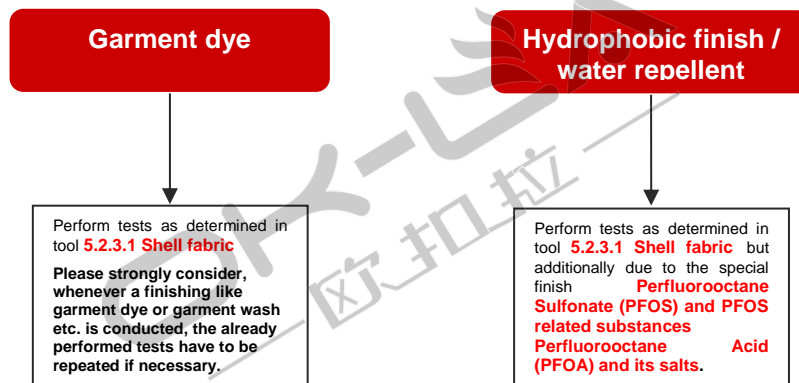 Garment dye
Hydrophobic finish /
water repellent
Perform tests as determined in
tool 5.2.3.1 Shell fabric
Please strongly consider,
whenever a finishing like
garment dye or garment wash
etc. is conducted, the already
performed tests have to be
repeated if necessary.
Perform tests as determined in
tool 5.2.3.1 Shell fabric but
additionally due to the special
finish Perfluorooctane
Sulfonate (PFOS) and PFOS
related substances
Perfluorooctane Acid
(PFOA) and its salts.
OK-LEA
欧扣拉